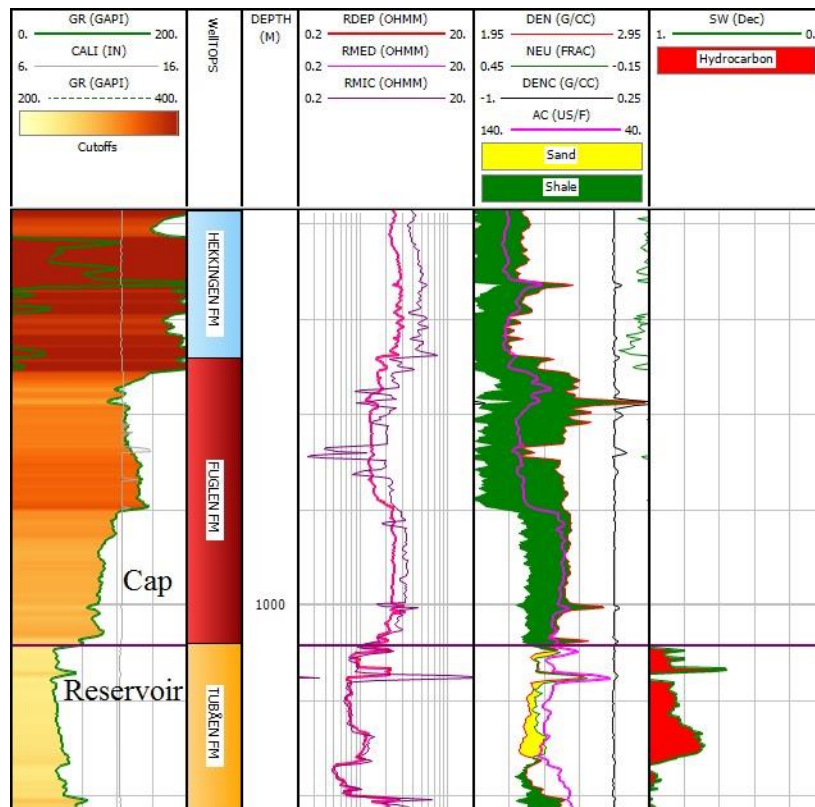 GR (GAPI)
0. 200.
CALI (IN)
6. 16.
GR (GAPI)
200. 400.
Cutoffs
WellTOPS
DEPTH
(M)
RDEP (OHMM)
0.2 20.
RMED (OHMM)
0.2 20.
RMIC (OHMM)
0.2 20.
DEN (G/CC)
1.95 2.95
NEU (FRAC)
0.45 -0.15
DENC (G/CC)
-1. 0.25
AC (US/F)
140. 40.
Sand
Shale
SW (Dec)
1. 0.
Hydrocarbon
HEKKINGEN FM
FUGLEN FM
Cap
1000
Reservoir
TUBÅEN FM